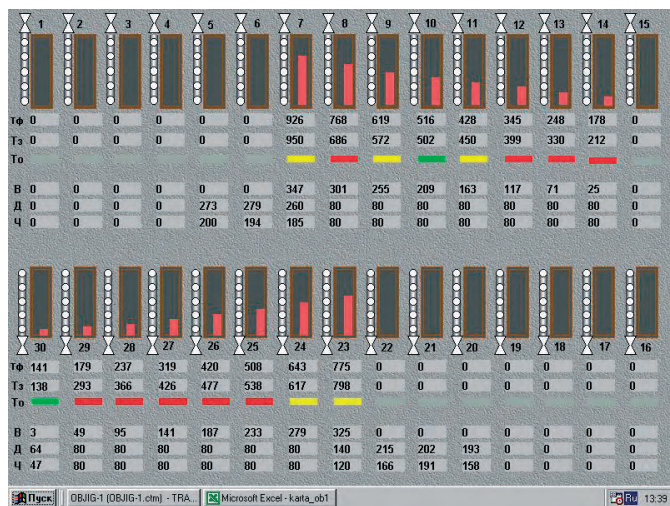 1 2 3 4 5 6 7 8 9 10 11 12 13 14 15
Тф 0 0 0 0 0 0 926 768 619 516 428 345 248 178 0
Тз 0 0 0 0 0 0 950 686 572 502 450 399 330 212 0
То
В 0 0 0 0 0 0 347 301 255 209 163 117 71 25 0
Д 0 0 0 0 273 279 260 80 80 80 80 80 80 80 0
Ч 0 0 0 0 200 194 185 80 80 80 80 80 80 80 0
30 29 28 27 26 25 24 23 22 21 20 19 18 17 16
Тф 141 179 237 319 420 508 643 775 0 0 0 0 0 0 0
Тз 138 293 366 426 477 538 617 798 0 0 0 0 0 0 0
То
В 3 49 95 141 187 233 279 325 0 0 0 0 0 0 0
Д 64 80 80 80 80 80 80 140 215 202 193 0 0 0 0
Ч 47 80 80 80 80 80 80 120 166 191 158 0 0 0 0
Пуск OBJIG-1 (OBJIG-1.ctm) - TRA... Microsoft Excel - karta_ob1 Ru 13:39